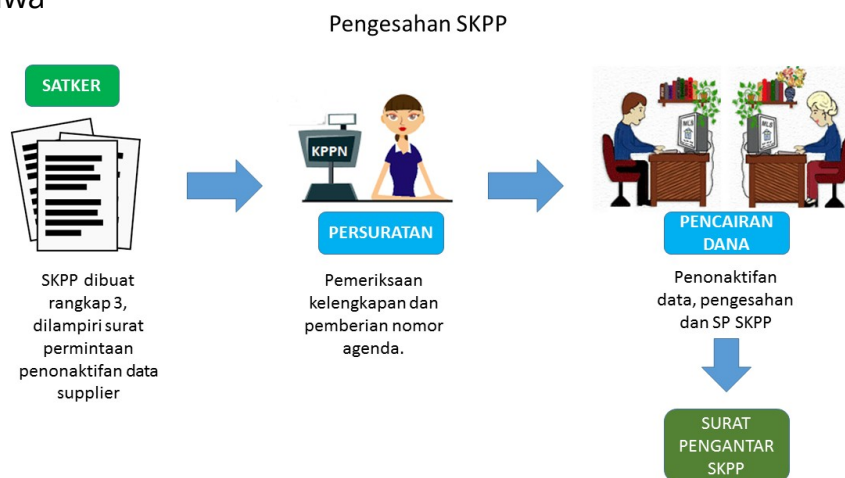 Pengesahan SKPP
SATKER
SKPP dibuat
rangkap 3,
dilampiri surat
permintaan
penonaktifan data
supplier
KPPN
PERSURATAN
Pemeriksaan
kelengkapan dan
pemberian nomor
agenda.
PENCAIRAN
DANA
Penonaktifan
data, pengesahan
dan SP SKPP
SURAT
PENGANTAR
SKPP